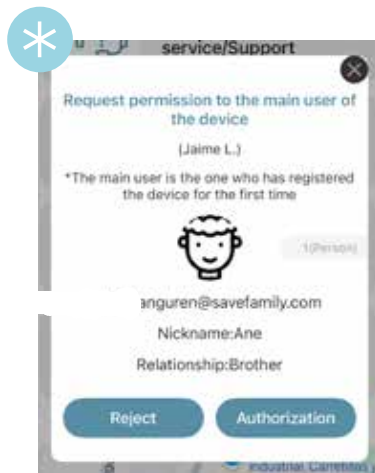 service/Support
Request permission to the main user of
the device
(Jaime L.)
*The main user is the one who has registered
the device for the first time
1(Person)
anguren@savefamily.com
Nickname:Ane
Relationship:Brother
Reject
Authorization
Industrial Carretitas